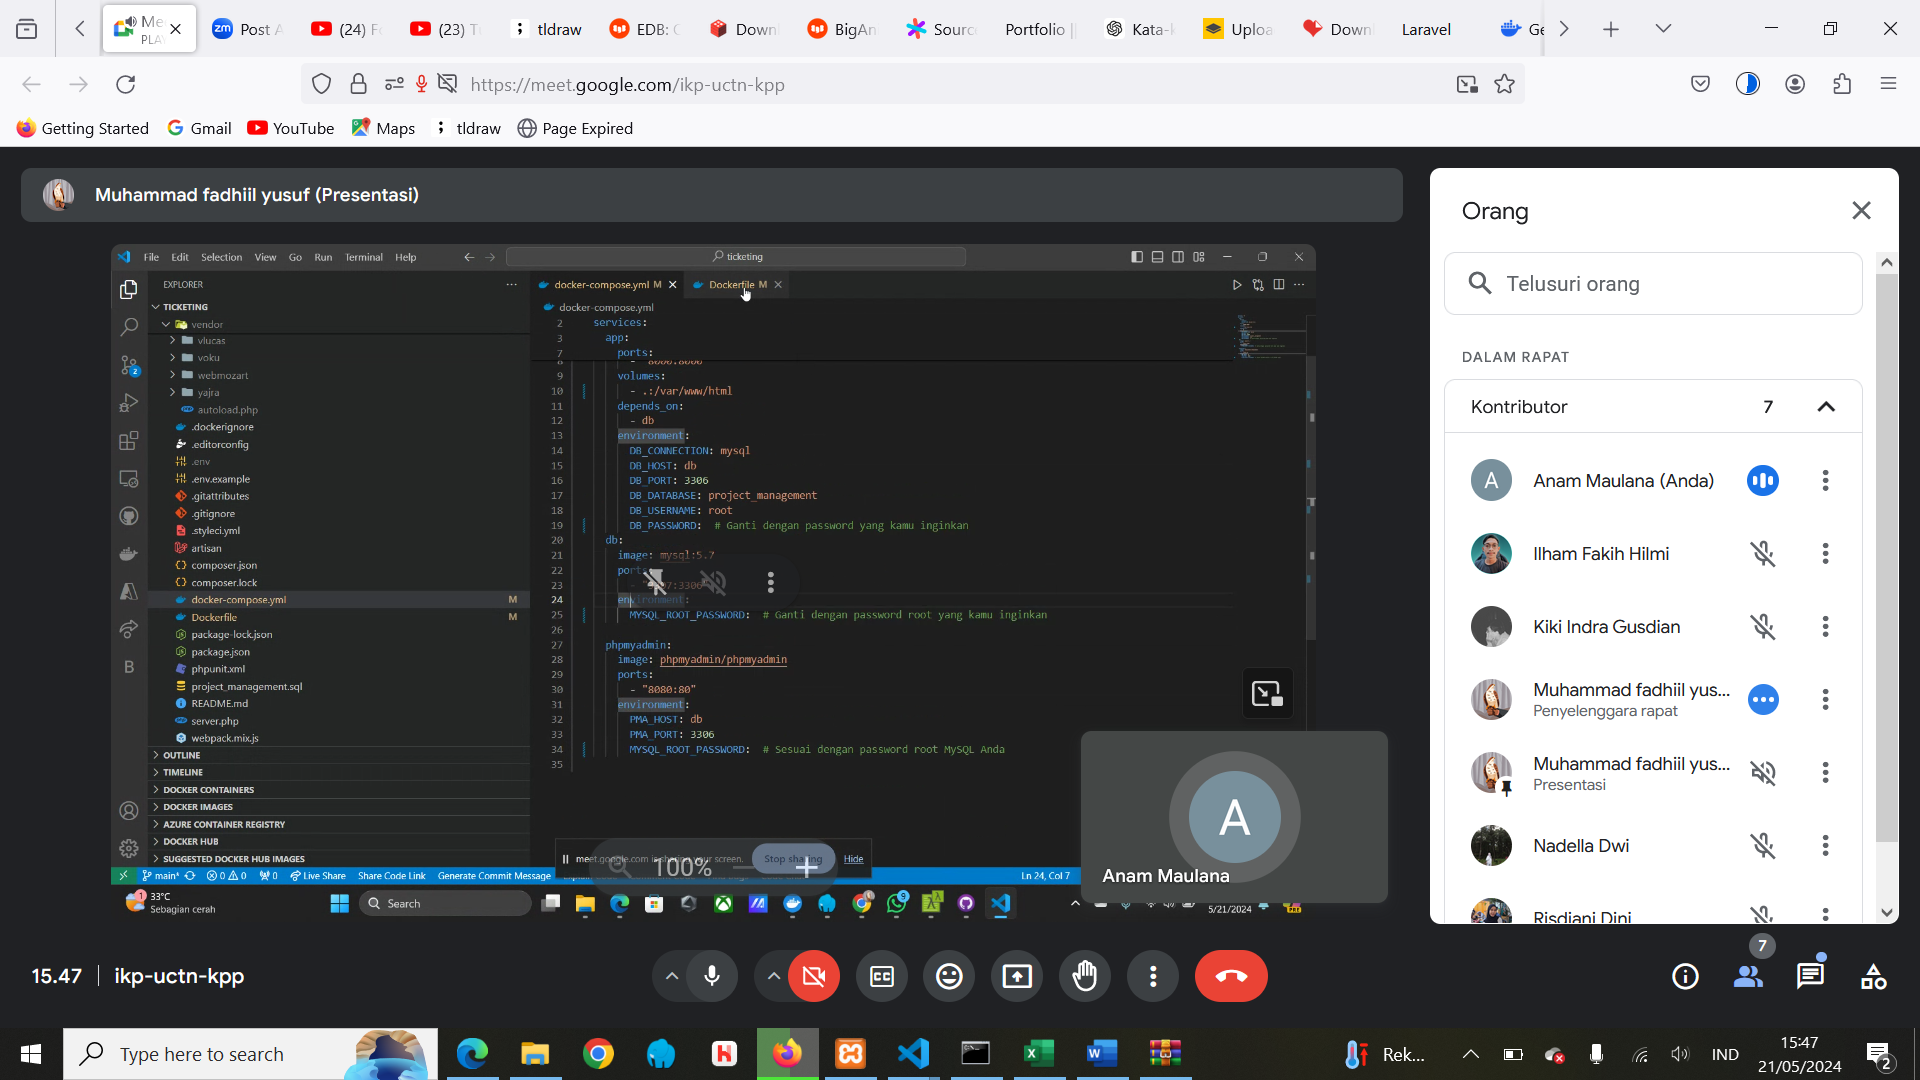 Me
PLAY
Post A
(24) F
(23) T
tldraw
EDB: C
Down
BigAn
Sourc
Portfolio
Kata-
Uploa
Down
Laravel
Ge
https://meet.google.com/ikp-uctn-kpp
Getting Started
Gmail
YouTube
Maps
tldraw
Page Expired
Muhammad fadhiil yusuf (Presentasi)
File Edit Selection View Go Run Terminal Help
ticketing
EXPLORER
TICKETING
vendor
vlucas
voku
webmozart
yajra
autoload.php
.dockerignore
.editorconfig
.env
.env.example
.gitattributes
.gitignore
.styleci.yml
artisan
composer.json
composer.lock
docker-compose.yml M
Dockerfile M
package-lock.json
package.json
phpunit.xml
project_management.sql
README.md
server.php
webpack.mix.js
OUTLINE
TIMELINE
DOCKER CONTAINERS
DOCKER IMAGES
AZURE CONTAINER REGISTRY
DOCKER HUB
SUGGESTED DOCKER HUB IMAGES
docker-compose.yml M
Dockerfile M
docker-compose.yml
2 services:
3 app:
7 ports:
8 - "8000:8000"
9 volumes:
10 - .:/var/www/html
11 depends_on:
12 - db
13 environment:
14 DB_CONNECTION: mysql
15 DB_HOST: db
16 DB_PORT: 3306
17 DB_DATABASE: project_management
18 DB_USERNAME: root
19 DB_PASSWORD: # Ganti dengan password yang kamu inginkan
20 db:
21 image: mysql:5.7
22 ports
23 :3306"
24 environment:
25 MYSQL_ROOT_PASSWORD: # Ganti dengan password root yang kamu inginkan
26
27 phpmyadmin:
28 image: phpmyadmin/phpmyadmin
29 ports:
30 - "8080:80"
31 environment:
32 PMA_HOST: db
33 PMA_PORT: 3306
34 MYSQL_ROOT_PASSWORD: # Sesuai dengan password root MySQL Anda
35
meet.google.com is sharing your screen. Stop sharing Hide
100%
main* 0 0 0 Live Share Share Code Link Generate Commit Message
Ln 24, Col 7
33°C
Sebagian cerah
Search
5/21/2024
A
Anam Maulana
Orang
Telusuri orang
DALAM RAPAT
Kontributor 7
A
Anam Maulana (Anda)
Ilham Fakih Hilmi
Kiki Indra Gusdian
Muhammad fadhiil yus...
Penyelenggara rapat
Muhammad fadhiil yus...
Presentasi
Nadella Dwi
Risdiani Dini
15.47 ikp-uctn-kpp
7
Type here to search
Rek...
IND
15:47
21/05/2024
2